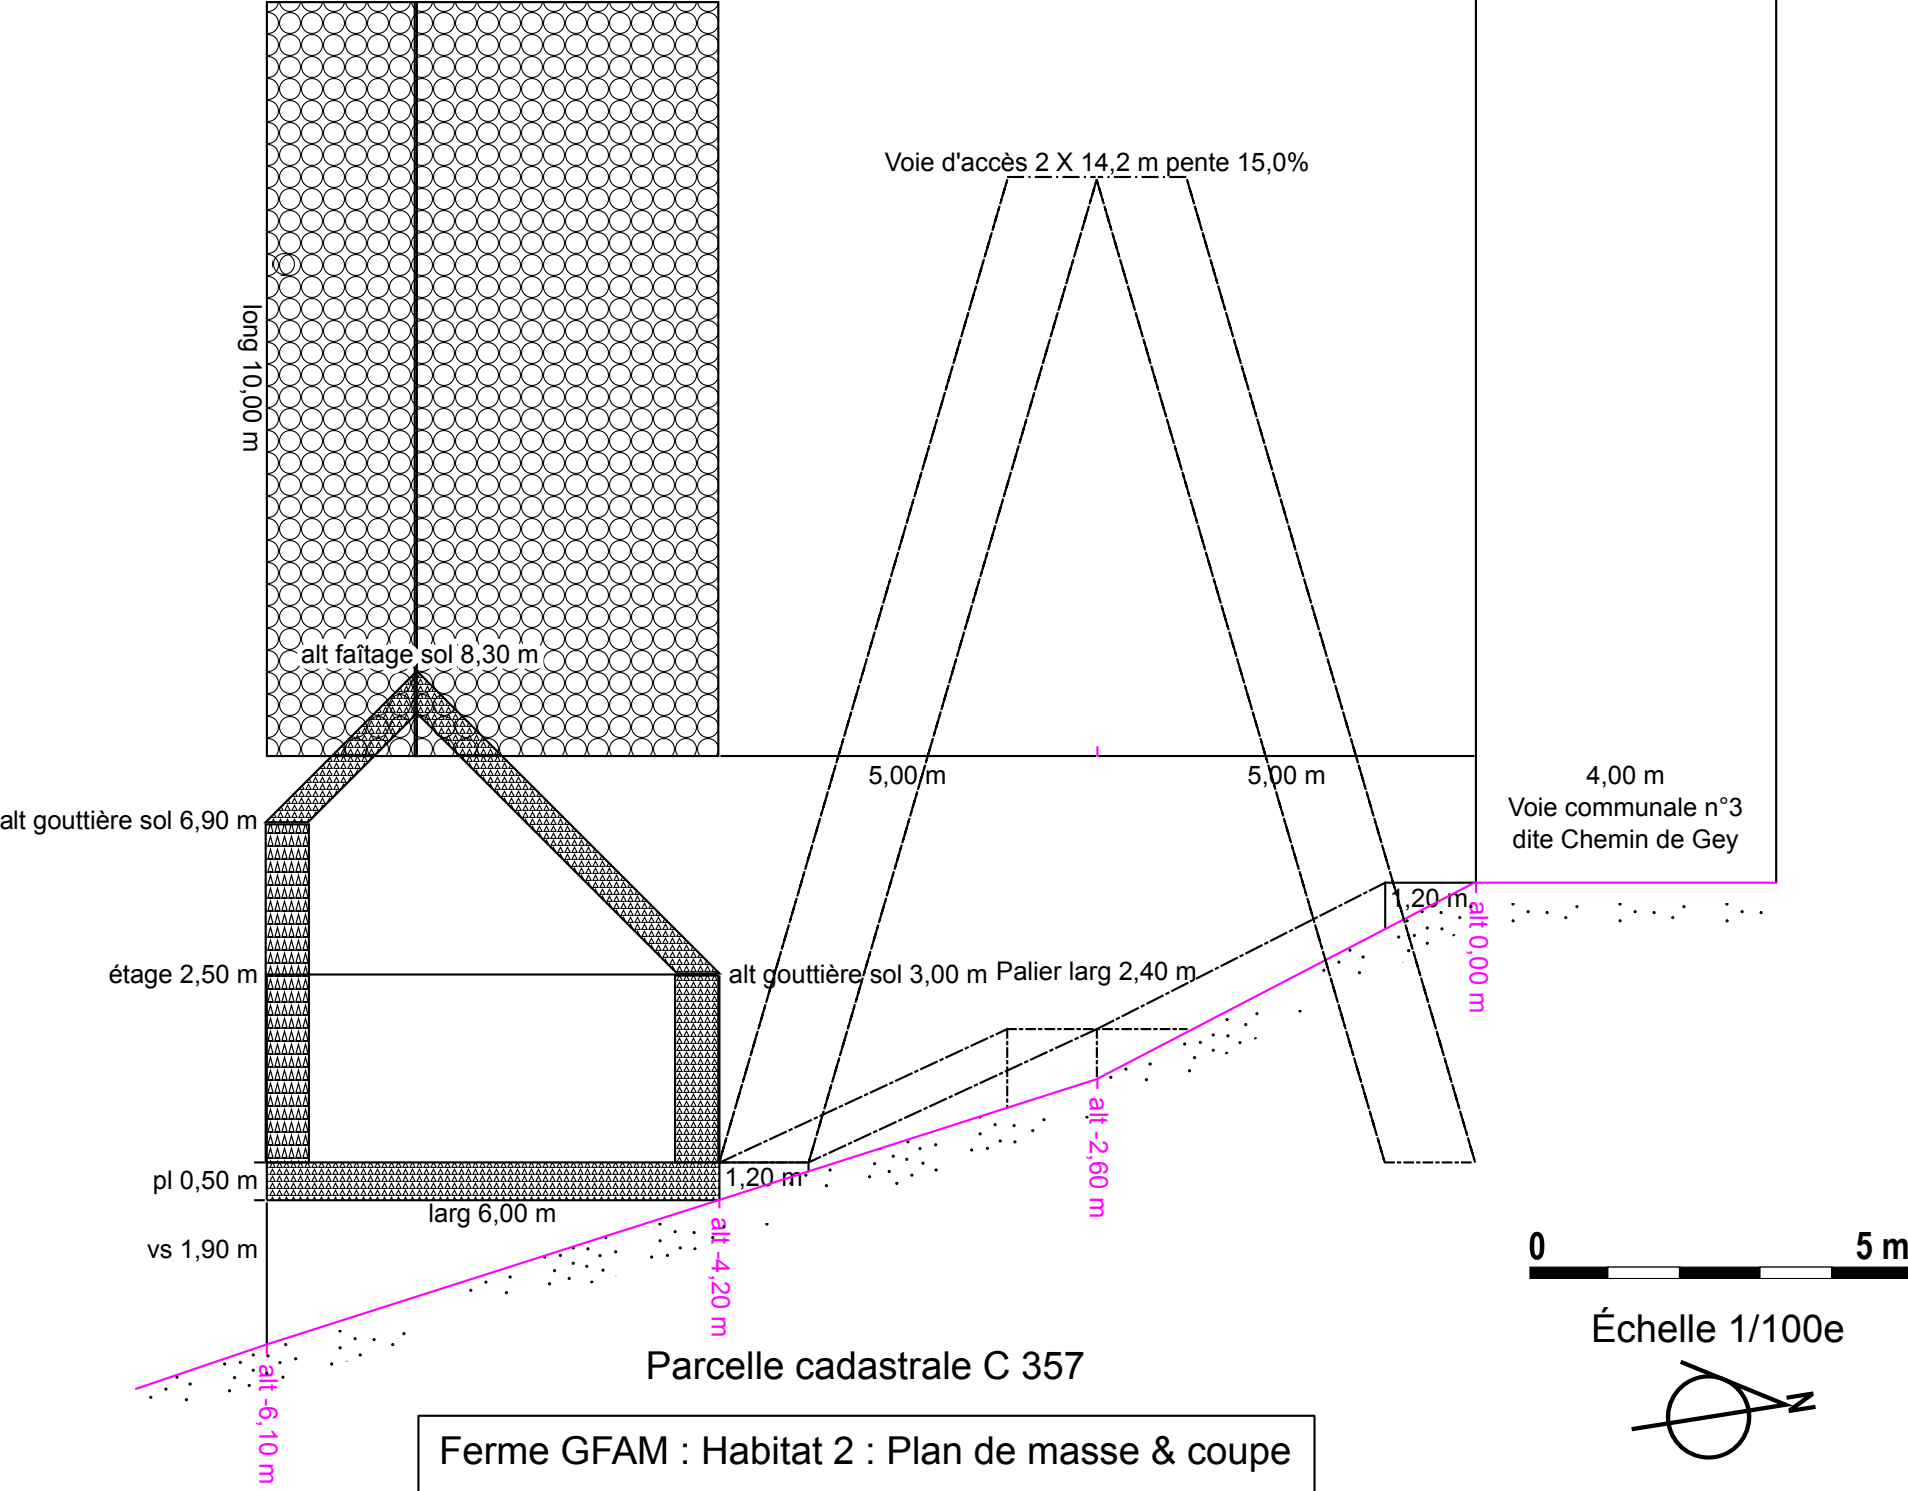 Voie d'accès 2 X 14,2 m pente 15,0%
long 10,00 m
alt faîtage sol 8,30 m
5,00 m
5,00 m
4,00 m
Voie communale n°3
dite Chemin de Gey
alt gouttière sol 6,90 m
1,20 m
alt 0,00 m
étage 2,50 m
alt gouttière sol 3,00 m
Palier larg 2,40 m
alt -2,60 m
pl 0,50 m
1,20 m
larg 6,00 m
vs 1,90 m
alt -4,20 m
0 5 m
Échelle 1/100e
Parcelle cadastrale C 357
alt -6,10 m
N
Ferme GFAM : Habitat 2 : Plan de masse & coupe